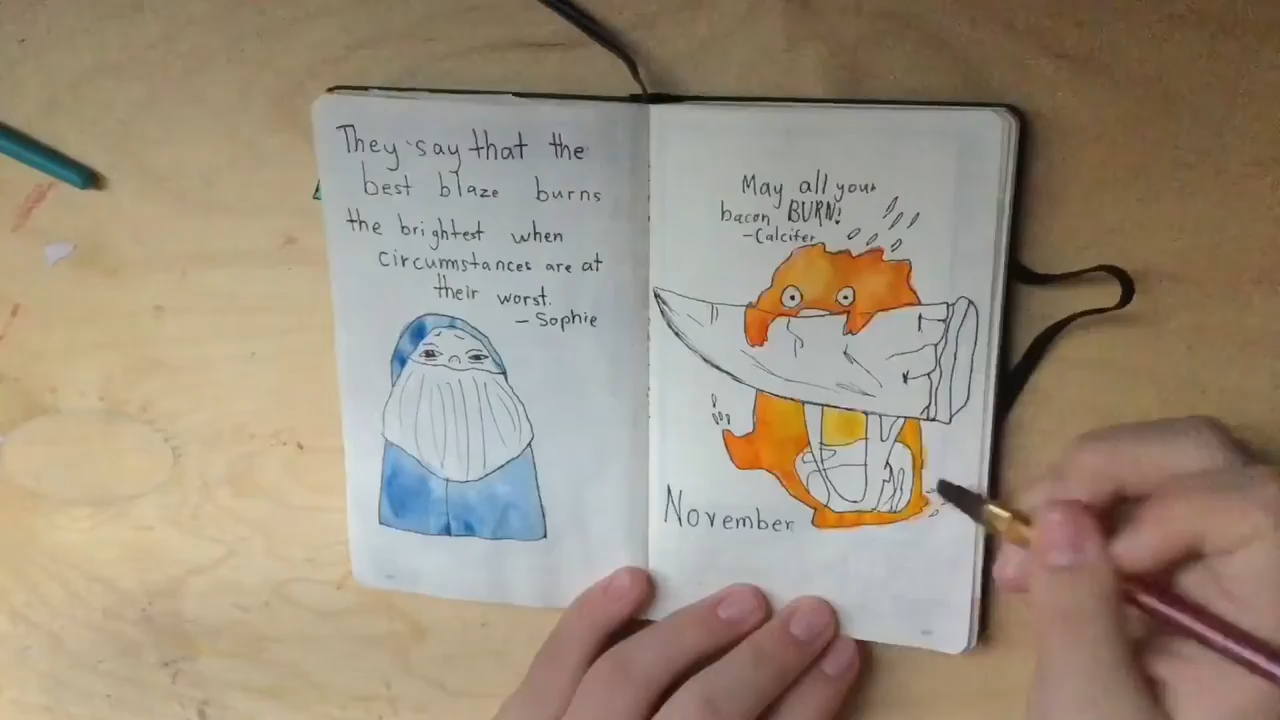 They say that the
best blaze burns
the brightest when
circumstances are at
their worst.
- Sophie
May all your
bacon BURN!
-Calcifer
November